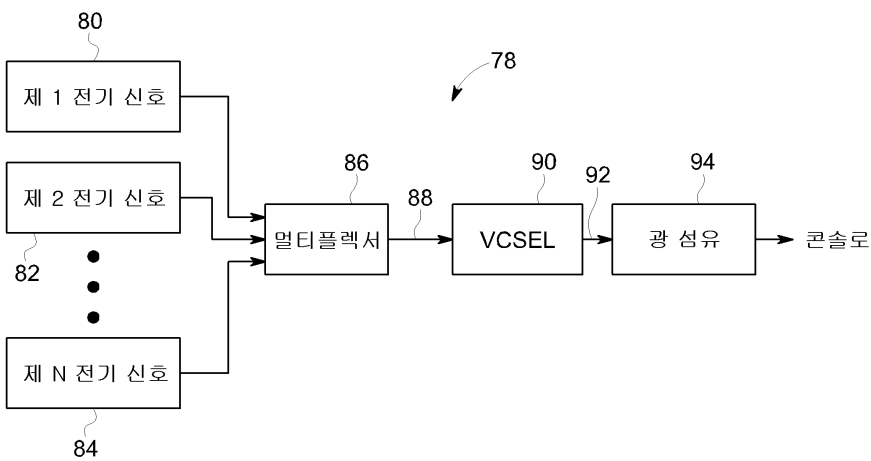 80
제 1 전기 신호
78
제 2 전기 신호
82
86
멀티플렉서
88
90
VCSEL
92
94
광 섬유
콘솔로
제 N 전기 신호
84